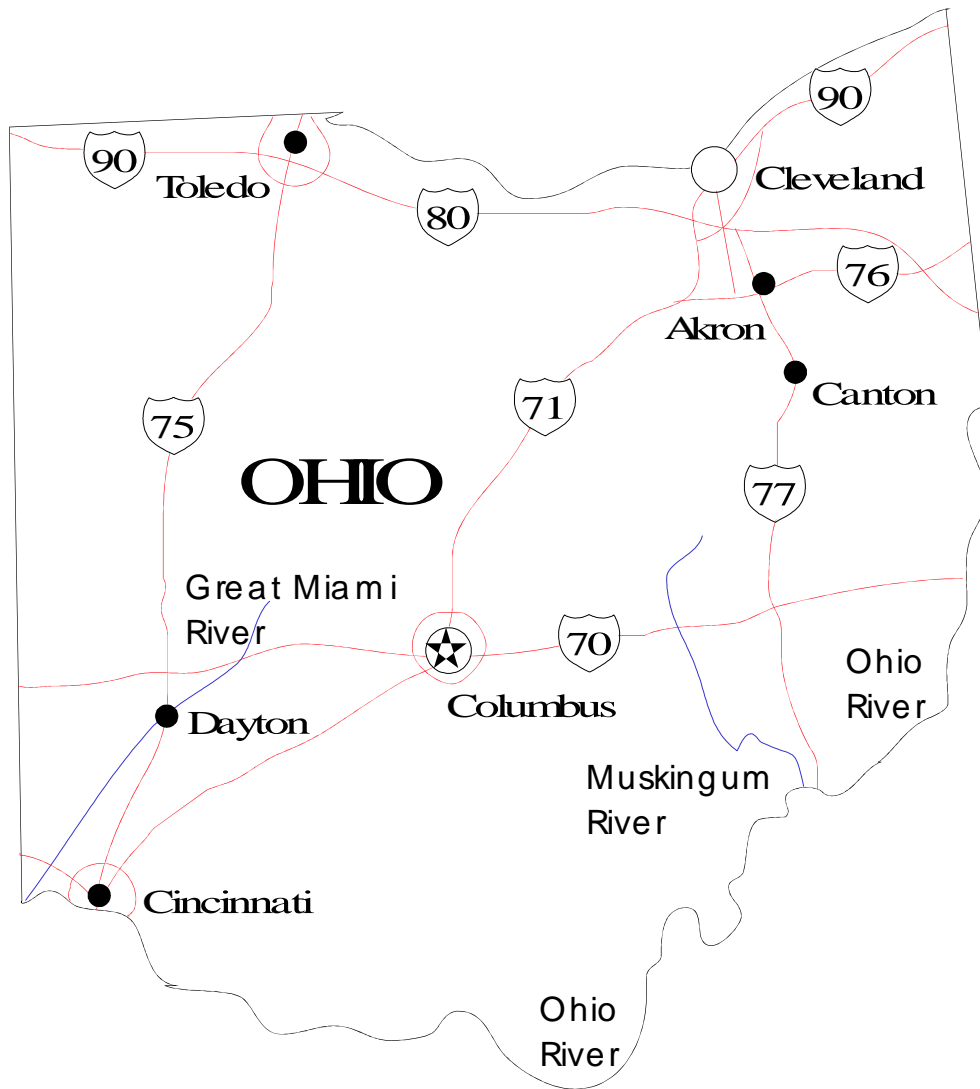 90
90
Toledo
Cleveland
80
76
Akron
Canton
75
71
OHIO
77
Great Miami
River
70
Ohio
River
Columbus
Dayton
Muskingum
River
Cincinnati
Ohio
River